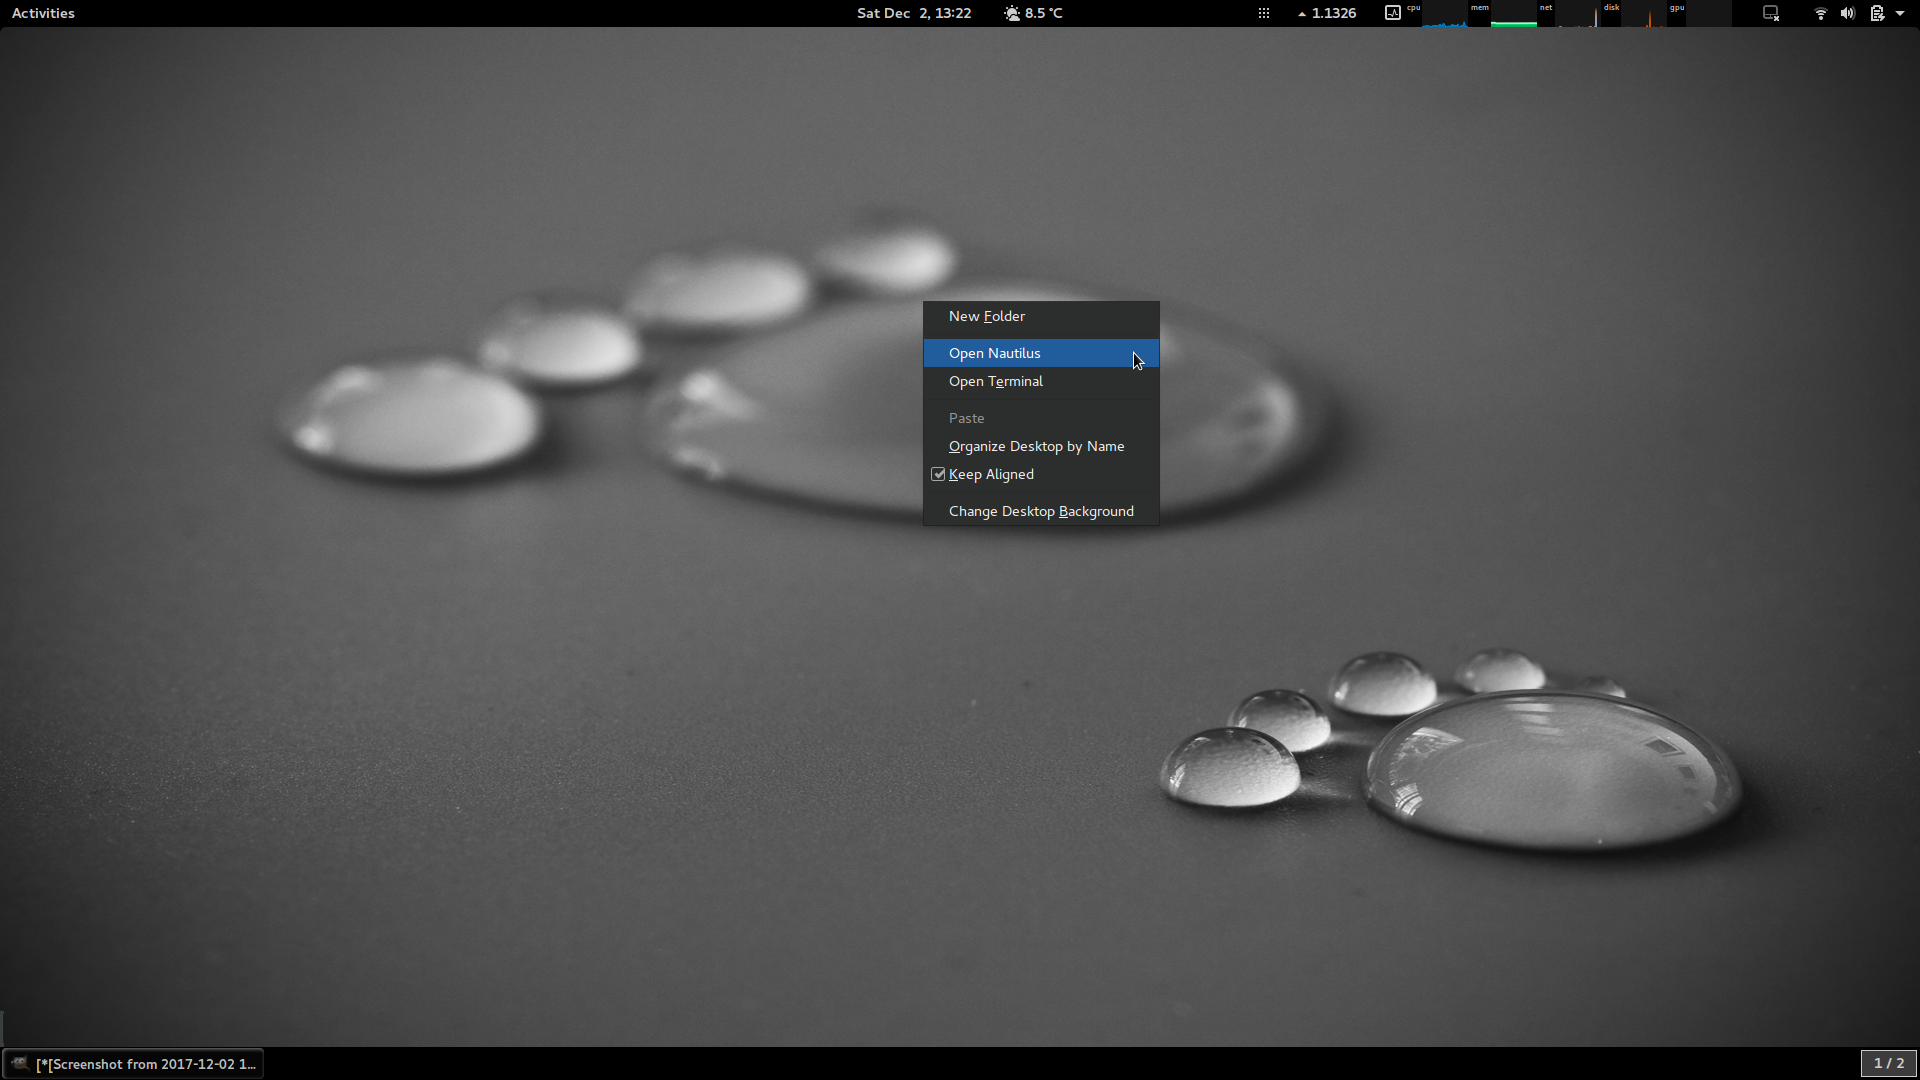 Activities
Sat Dec 2, 13:22
8.5 °C
1.1326
cpu
mem
net
disk
gpu
New Folder
Open Nautilus
Open Terminal
Paste
Organize Desktop by Name
Keep Aligned
Change Desktop Background
[*[Screenshot from 2017-12-02 1…
1 / 2